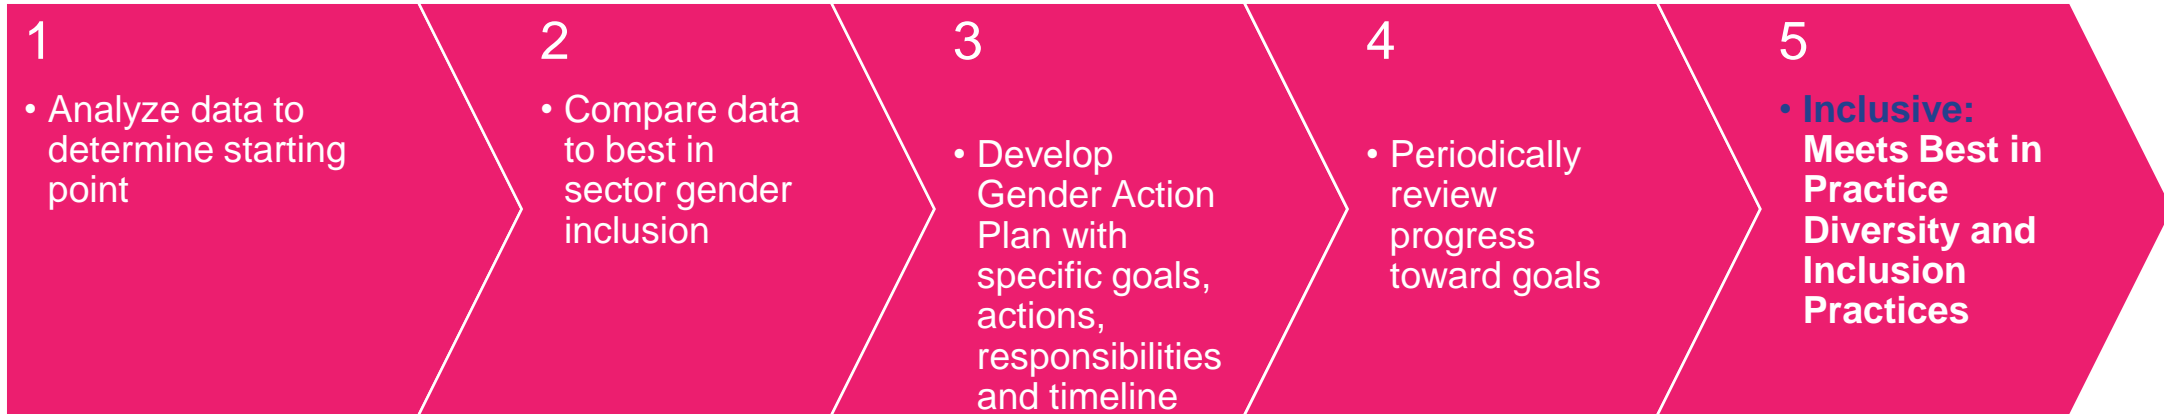 1
• Analyze data to
determine starting
point
2
• Compare data
to best in
sector gender
inclusion
3
• Develop
Gender Action
Plan with
specific goals,
actions,
responsibilities
and timeline
4
• Periodically
review
progress
toward goals
5
• Inclusive:
Meets Best in
Practice
Diversity and
Inclusion
Practices